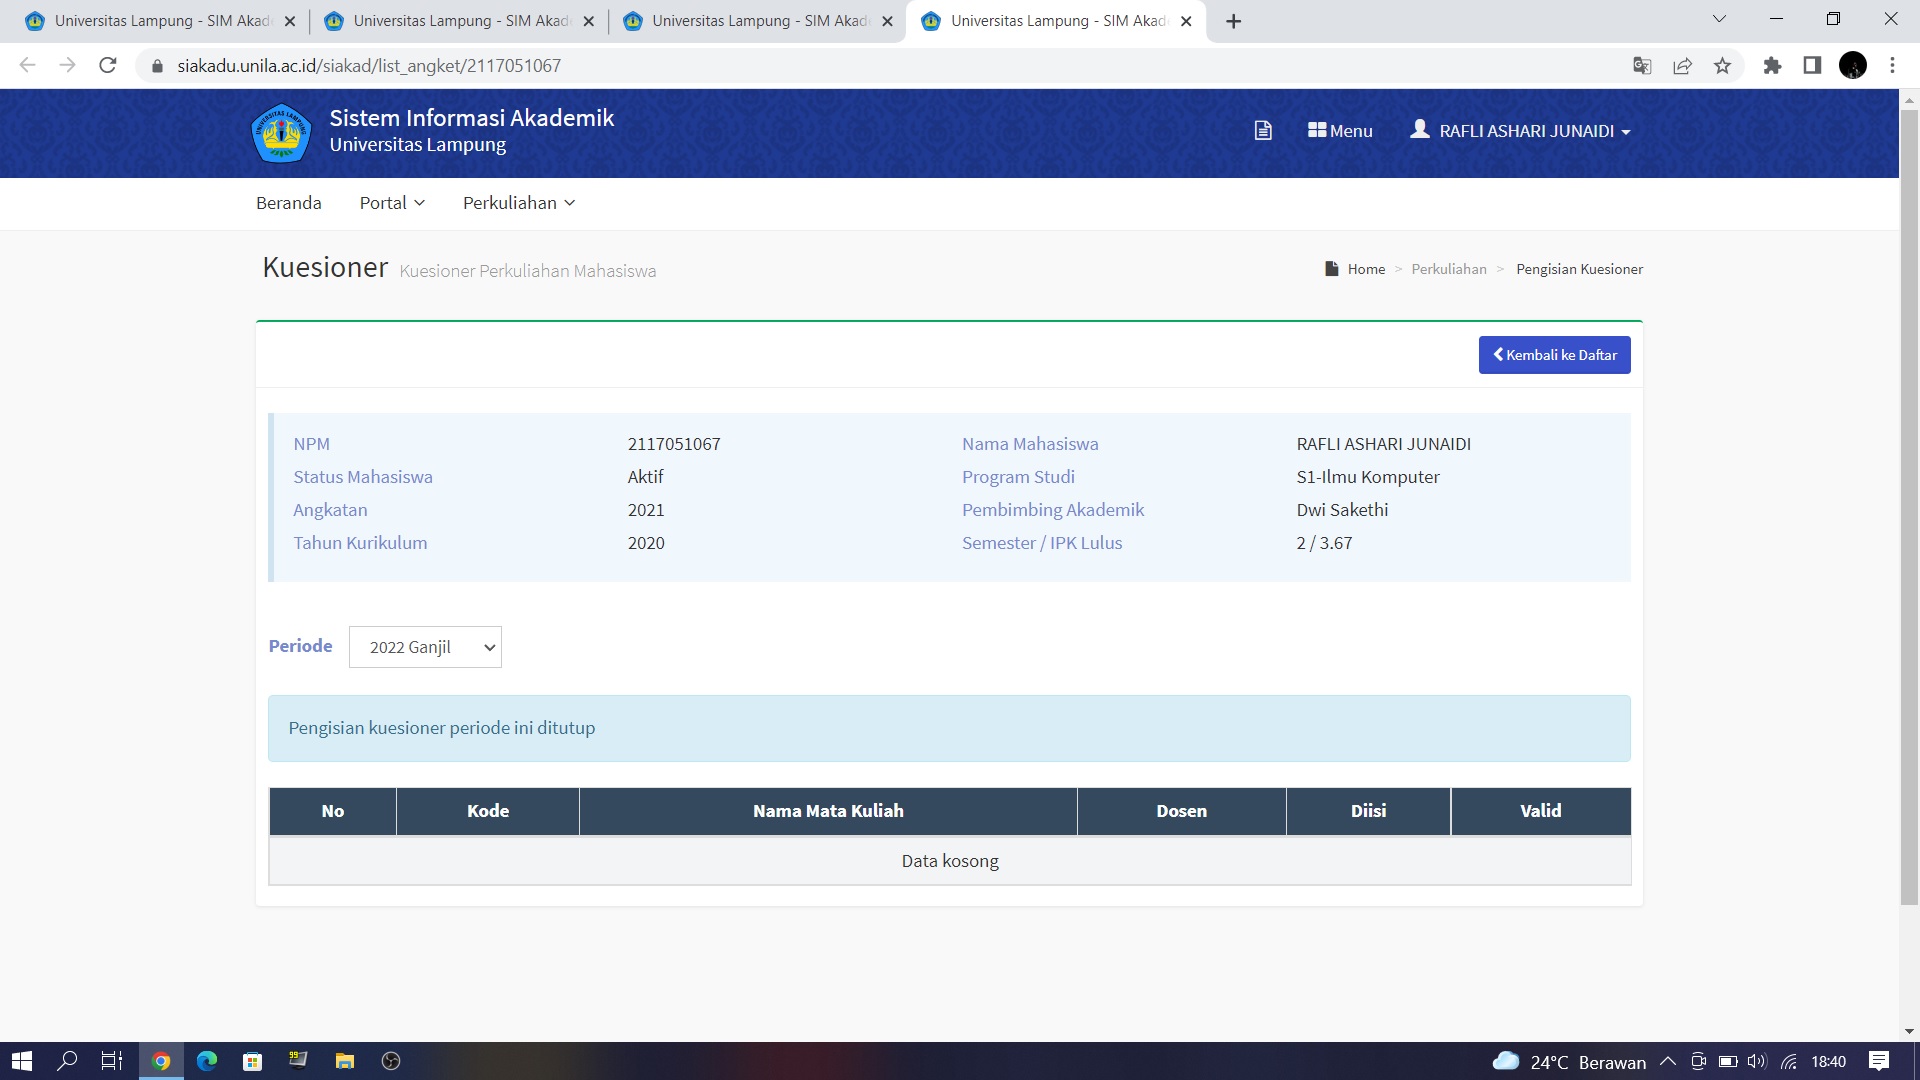 Universitas Lampung - SIM Akad
Universitas Lampung - SIM Akad
Universitas Lampung - SIM Akad
Universitas Lampung - SIM Akad
siakadu.unila.ac.id/siakad/list_angket/2117051067
UNIVERSITAS LAMPUNG
Sistem Informasi Akademik
Universitas Lampung
Menu
RAFLI ASHARI JUNAIDI
Beranda Portal Perkuliahan
Kuesioner Kuesioner Perkuliahan Mahasiswa
Home > Perkuliahan > Pengisian Kuesioner
Kembali ke Daftar
NPM 2117051067 Nama Mahasiswa RAFLI ASHARI JUNAIDI
Status Mahasiswa Aktif Program Studi S1-Ilmu Komputer
Angkatan 2021 Pembimbing Akademik Dwi Sakethi
Tahun Kurikulum 2020 Semester / IPK Lulus 2 / 3.67
Periode 2022 Ganjil
Pengisian kuesioner periode ini ditutup
No Kode Nama Mata Kuliah Dosen Diisi Valid
Data kosong
99
24°C Berawan 18:40